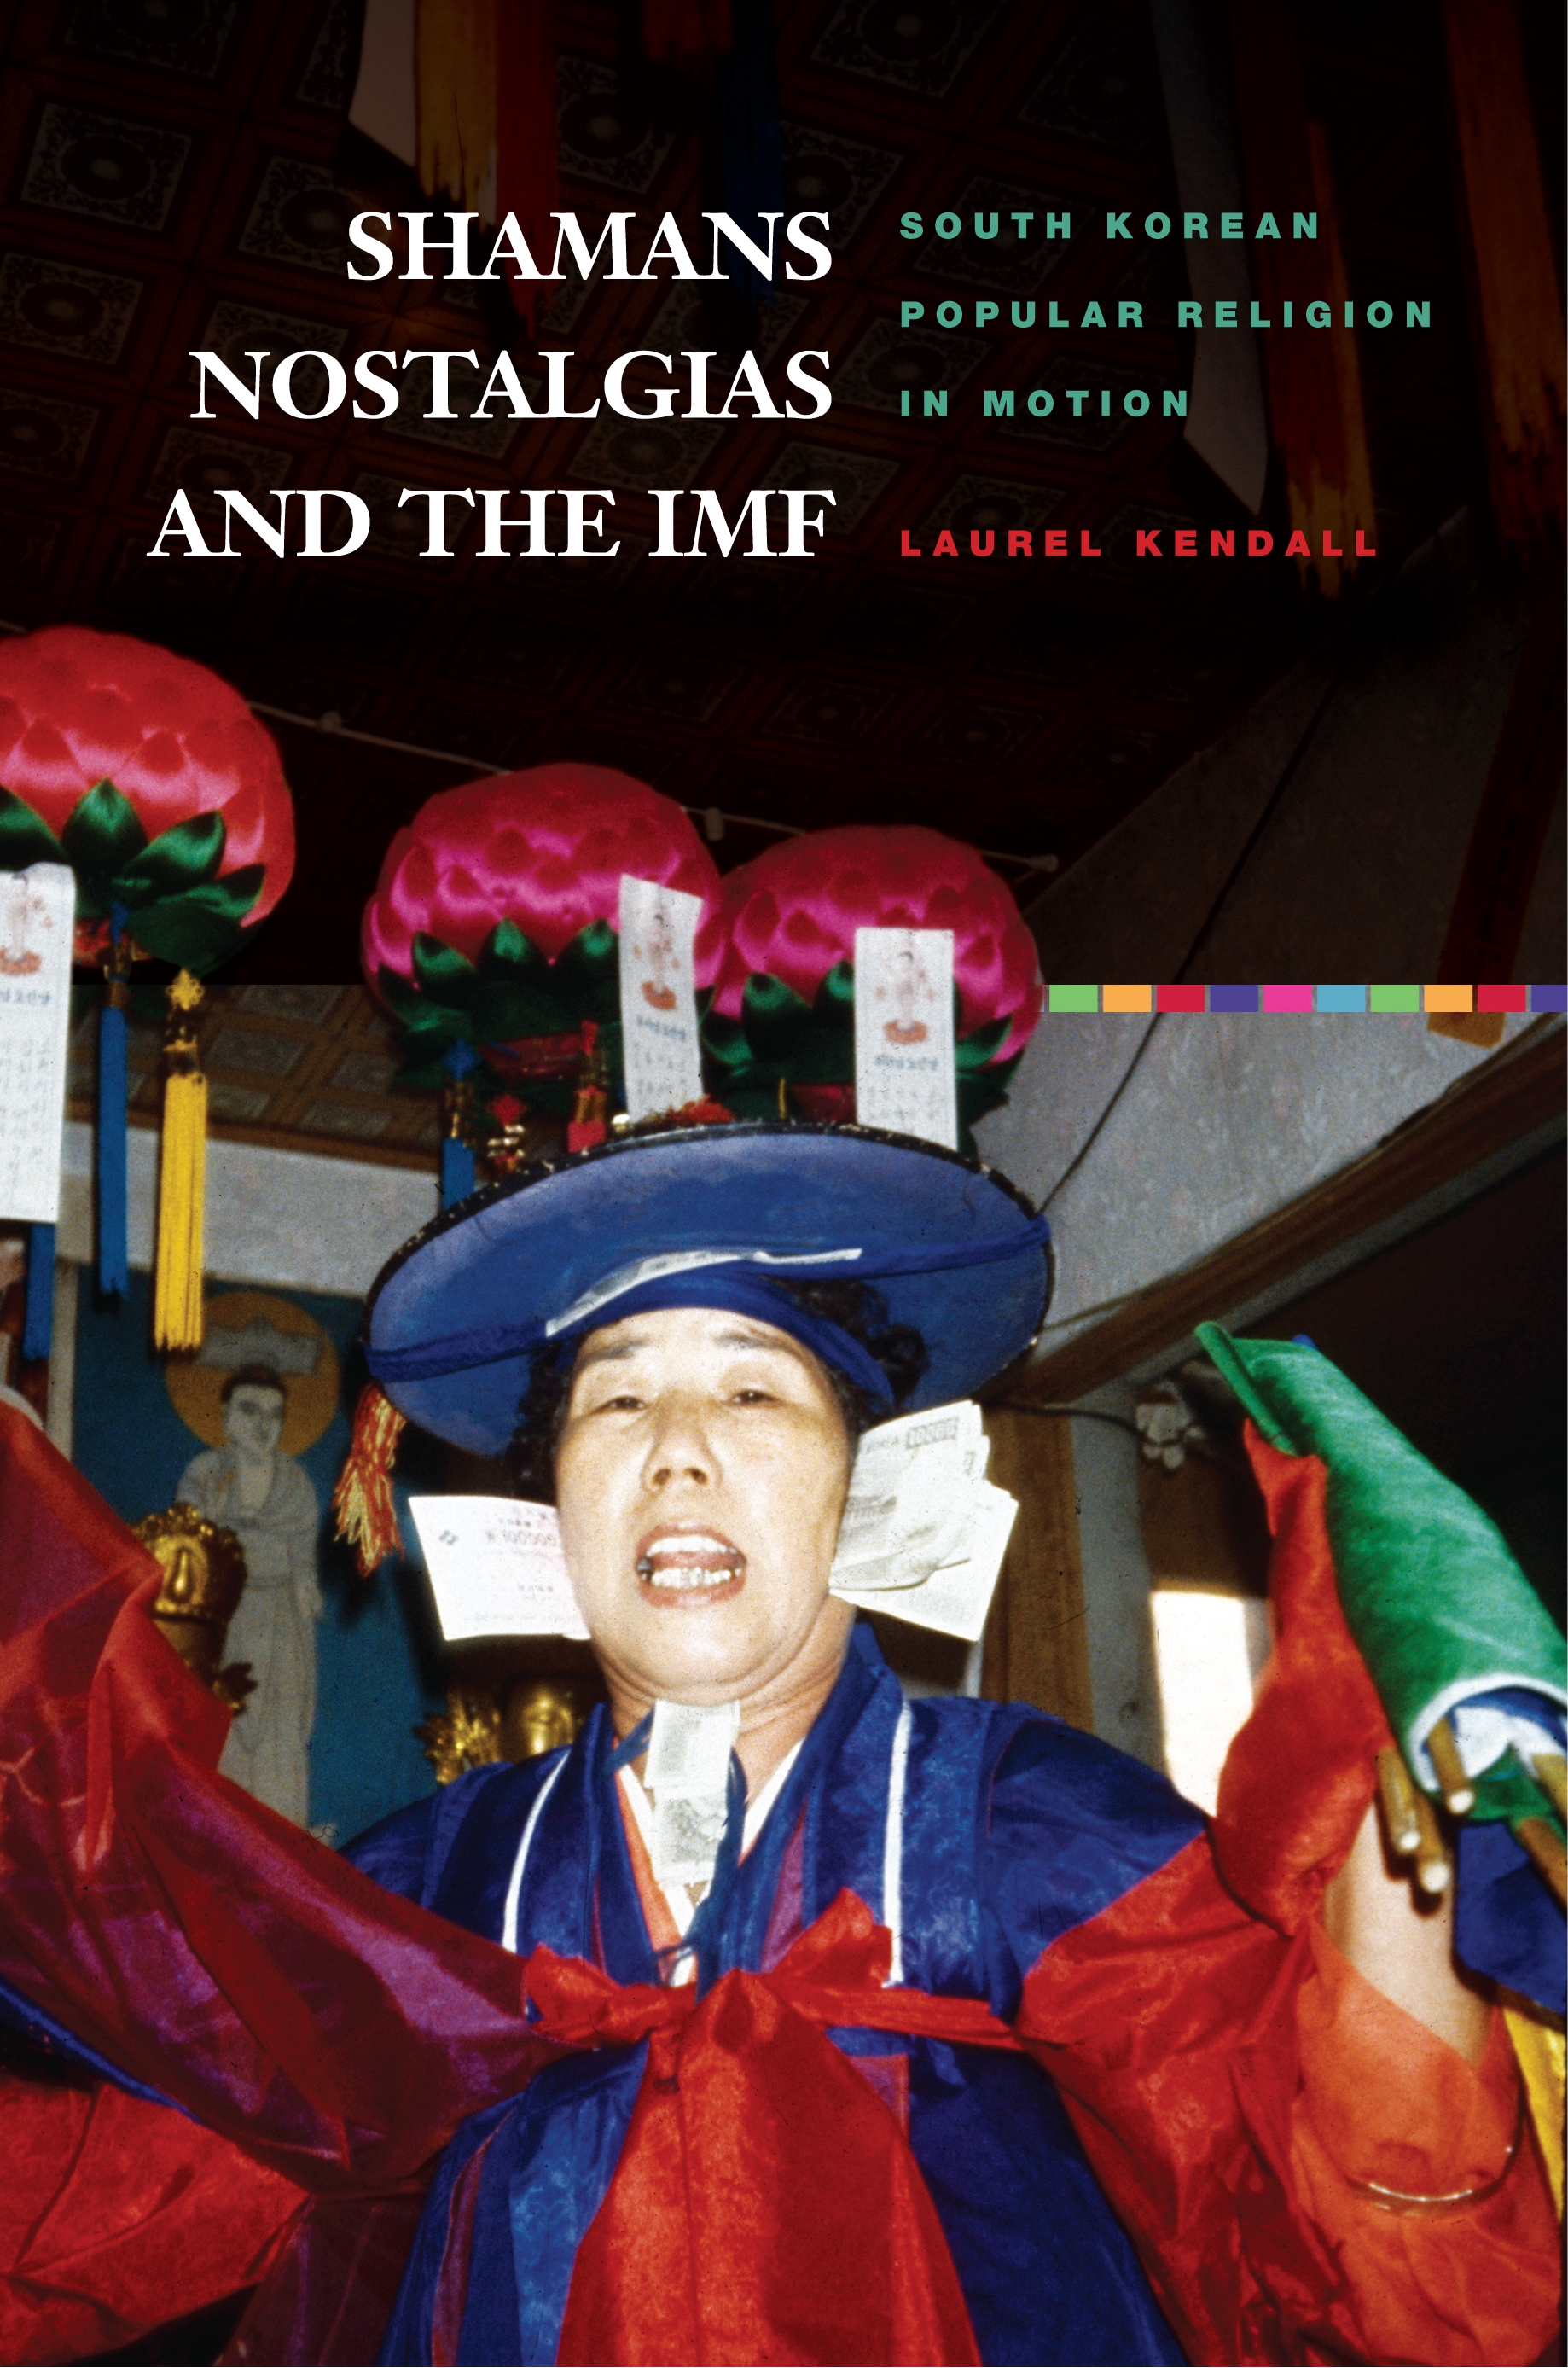 SHAMANS
NOSTALGIAS
AND THE IMF
SOUTH KOREAN
POPULAR RELIGION
IN MOTION
LAUREL KENDALL